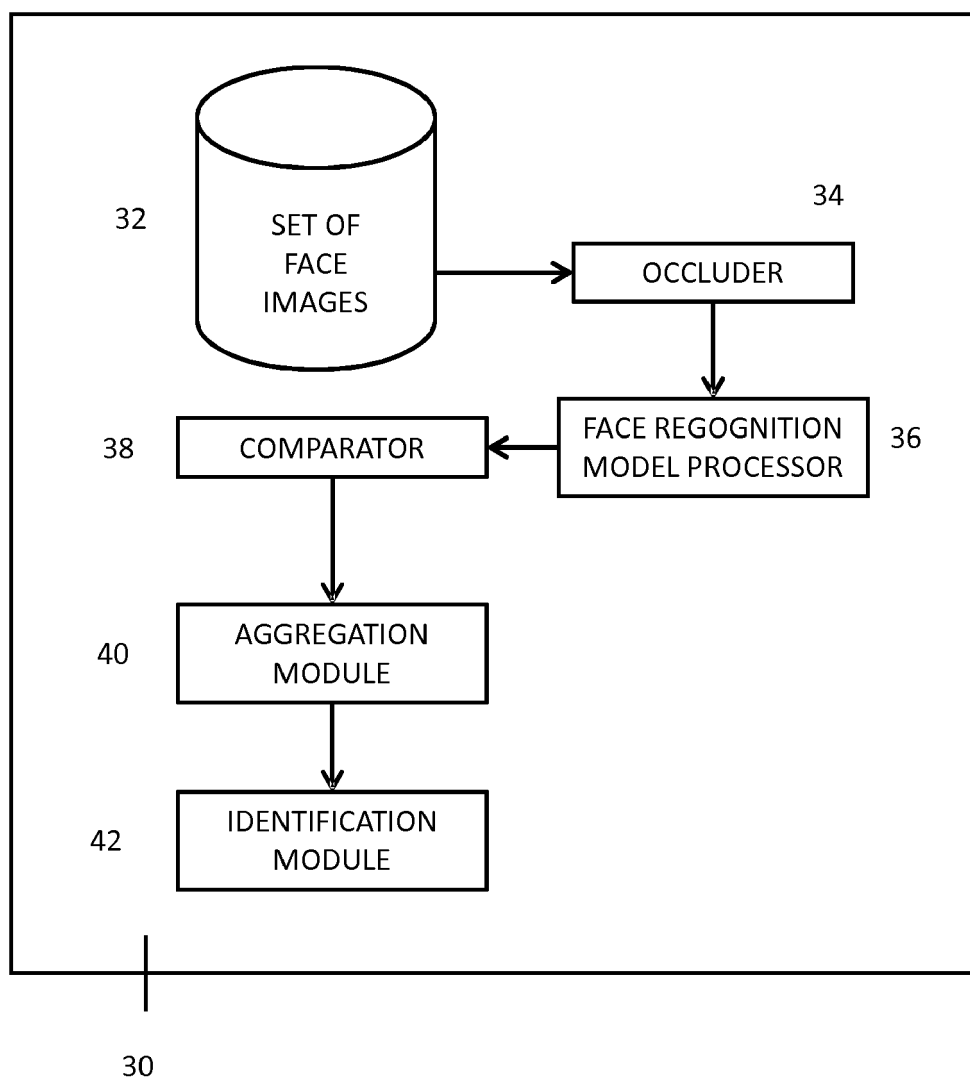 32
SET OF
FACE
IMAGES
34
OCCLUDER
38
COMPARATOR
FACE REGOGNITION
MODEL PROCESSOR
36
40
AGGREGATION
MODULE
42
IDENTIFICATION
MODULE
30